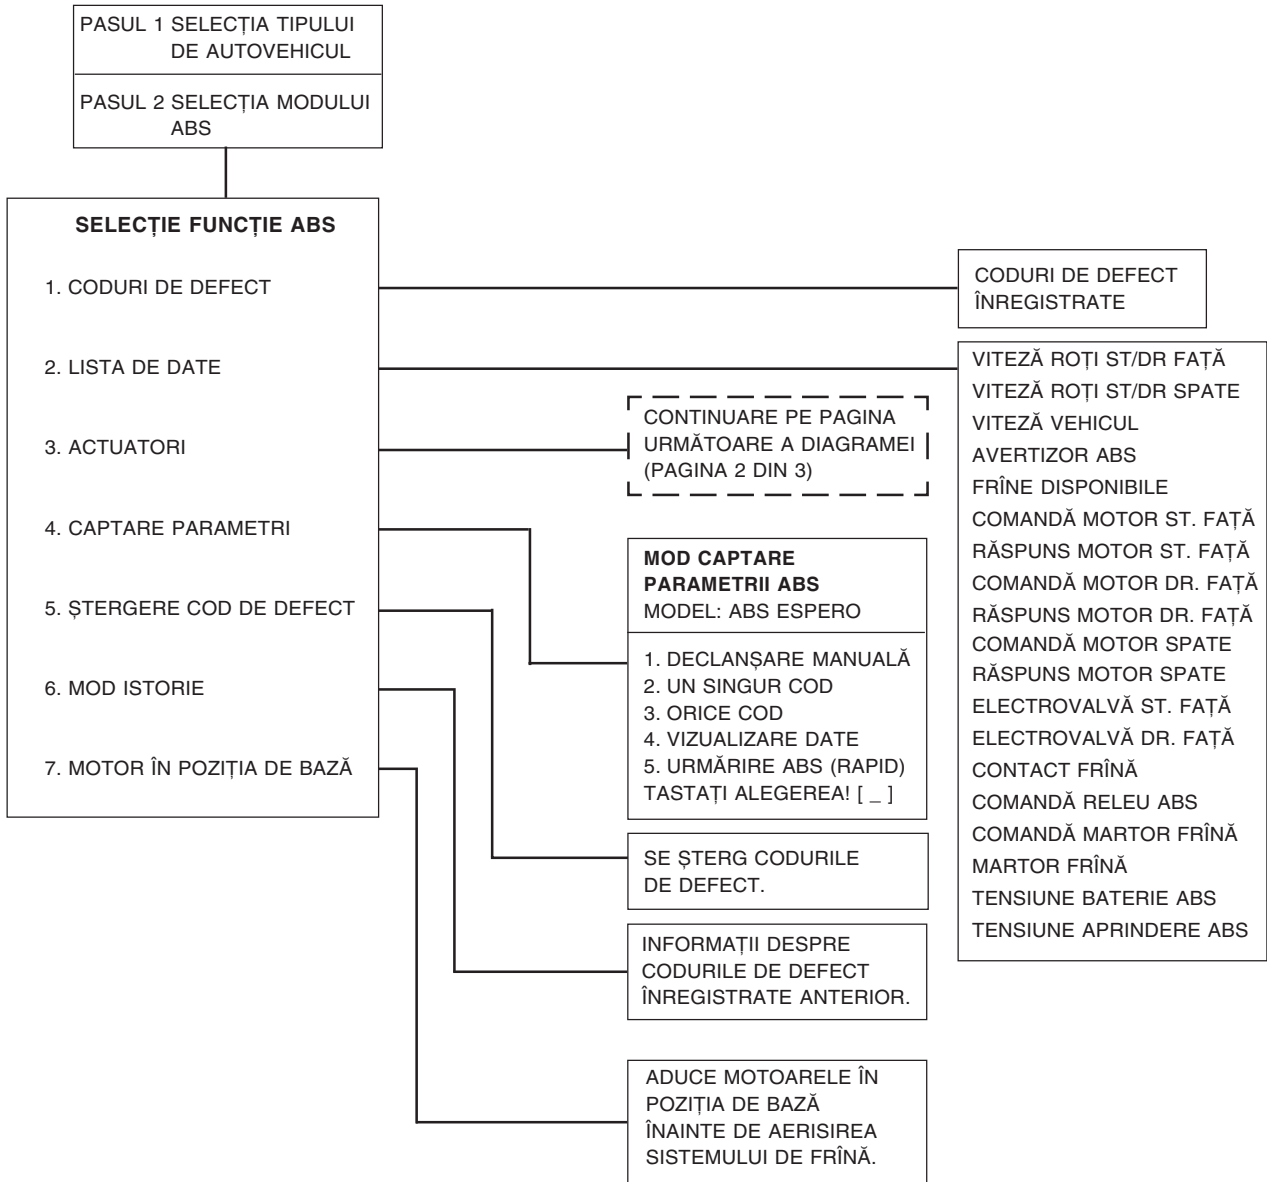 PASUL 1 SELECȚIA TIPULUI
DE AUTOVEHICUL
PASUL 2 SELECȚIA MODULUI
ABS
SELECȚIE FUNCȚIE ABS
1. CODURI DE DEFECT
2. LISTA DE DATE
3. ACTUATORI
4. CAPTARE PARAMETRI
5. ȘTERGERE COD DE DEFECT
6. MOD ISTORIE
7. MOTOR ÎN POZIȚIA DE BAZĂ
CODURI DE DEFECT
ÎNREGISTRATE
VITEZĂ ROȚI ST/DR FAȚĂ
VITEZĂ ROȚI ST/DR SPATE
VITEZĂ VEHICUL
AVERTIZOR ABS
FRÎNE DISPONIBILE
COMANDĂ MOTOR ST. FAȚĂ
RĂSPUNS MOTOR ST. FAȚĂ
COMANDĂ MOTOR DR. FAȚĂ
RĂSPUNS MOTOR DR. FAȚĂ
COMANDĂ MOTOR SPATE
RĂSPUNS MOTOR SPATE
ELECTROVALVĂ ST. FAȚĂ
ELECTROVALVĂ DR. FAȚĂ
CONTACT FRÎNĂ
COMANDĂ RELEU ABS
COMANDĂ MARTOR FRÎNĂ
MARTOR FRÎNĂ
TENSIUNE BATERIE ABS
TENSIUNE APRINDERE ABS
CONTINUARE PE PAGINA
URMĂTOARE A DIAGRAMEI
(PAGINA 2 DIN 3)
MOD CAPTARE
PARAMETRII ABS
MODEL: ABS ESPERO
1. DECLANȘARE MANUALĂ
2. UN SINGUR COD
3. ORICE COD
4. VIZUALIZARE DATE
5. URMĂRIRE ABS (RAPID)
TASTAȚI ALEGEREA! [ _ ]
SE ȘTERG CODURILE
DE DEFECT.
INFORMAȚII DESPRE
CODURILE DE DEFECT
ÎNREGISTRATE ANTERIOR.
ADUCE MOTOARELE ÎN
POZIȚIA DE BAZĂ
ÎNAINTE DE AERISIREA
SISTEMULUI DE FRÎNĂ.